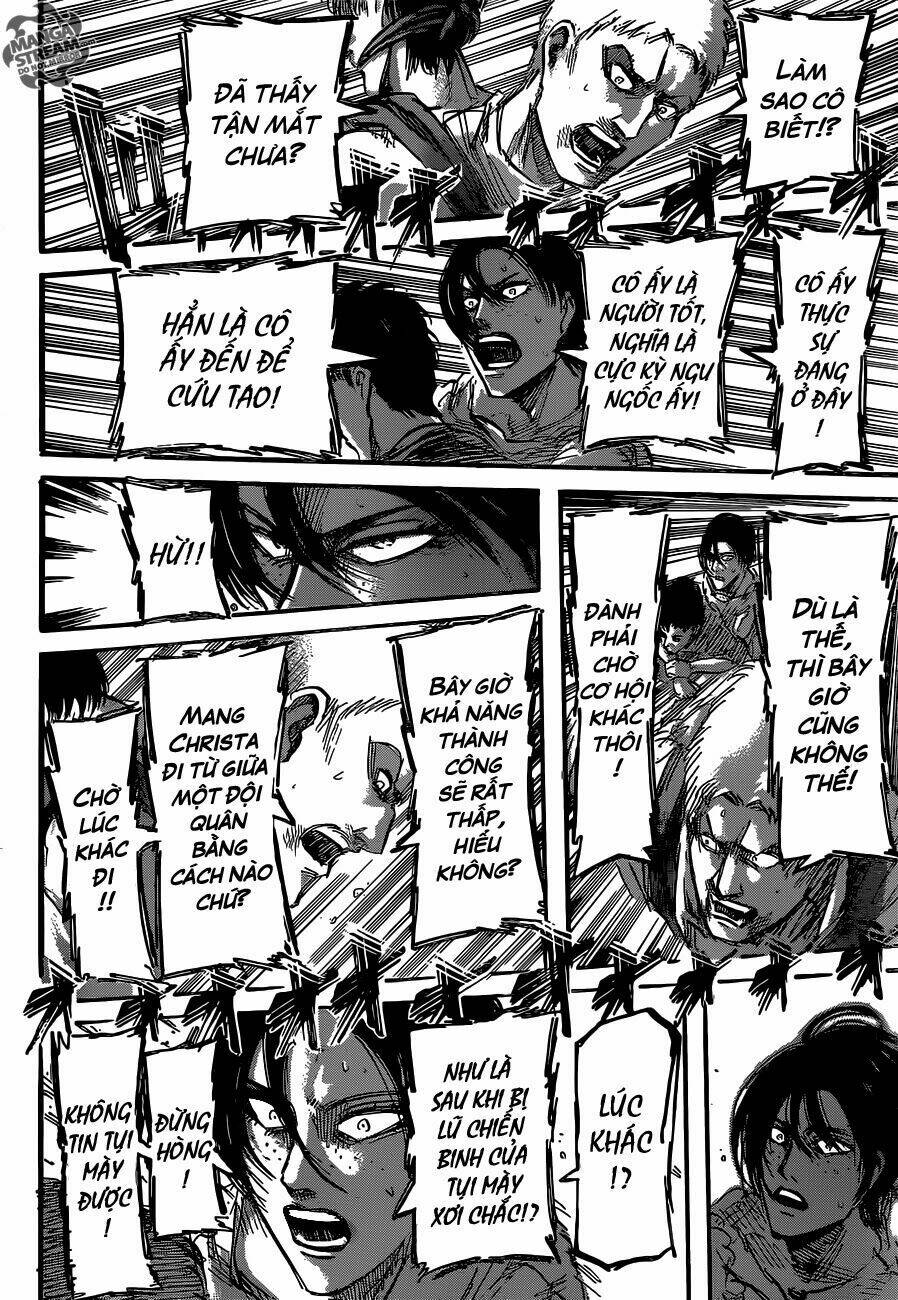 MANGA
STREAM
DO NOT MIRROR.COM
LÀM
SAO CÔ
BIẾT!?
ĐÃ THẤY
TẬN MẮT
CHƯA?
CÔ ẤY
THỰC
SỰ ĐANG
Ở ĐÂY
!
CÔ ẤY LÀ
NGƯỜI TỐT,
NGHĨA LÀ
CỰC KỲ NGU
NGỐC ẤY!
HẲN LÀ CÔ
ẤY ĐẾN ĐỂ
CỨU TAO!
DÙ LÀ
THẾ,
THÌ BÂY
GIỜ
CŨNG
KHÔNG
THỂ!
ĐÀNH
PHẢI
CHỜ
CƠ HỘI
KHÁC
THÔI
!
HỪ!!
BÂY GIỜ
KHẢ NĂNG
THÀNH
CÔNG
SẼ RẤT
THẤP,
HIỂU
KHÔNG?
MANG
CHRISTA
ĐI TỪ GIỮA
MỘT ĐỘI
QUÂN
BẰNG
CÁCH NÀO
CHỨ?
CHỜ
LÚC
KHÁC
ĐI
!!
LÚC
KHÁC!?
NHƯ LÀ
SAU KHI BỊ
LŨ CHIẾN
BINH CỦA
TỤI MÀY
XƠI CHẮC!?
ĐỪNG
HÒNG
!
KHÔNG
TIN TỤI
MÀY
ĐƯỢC
!